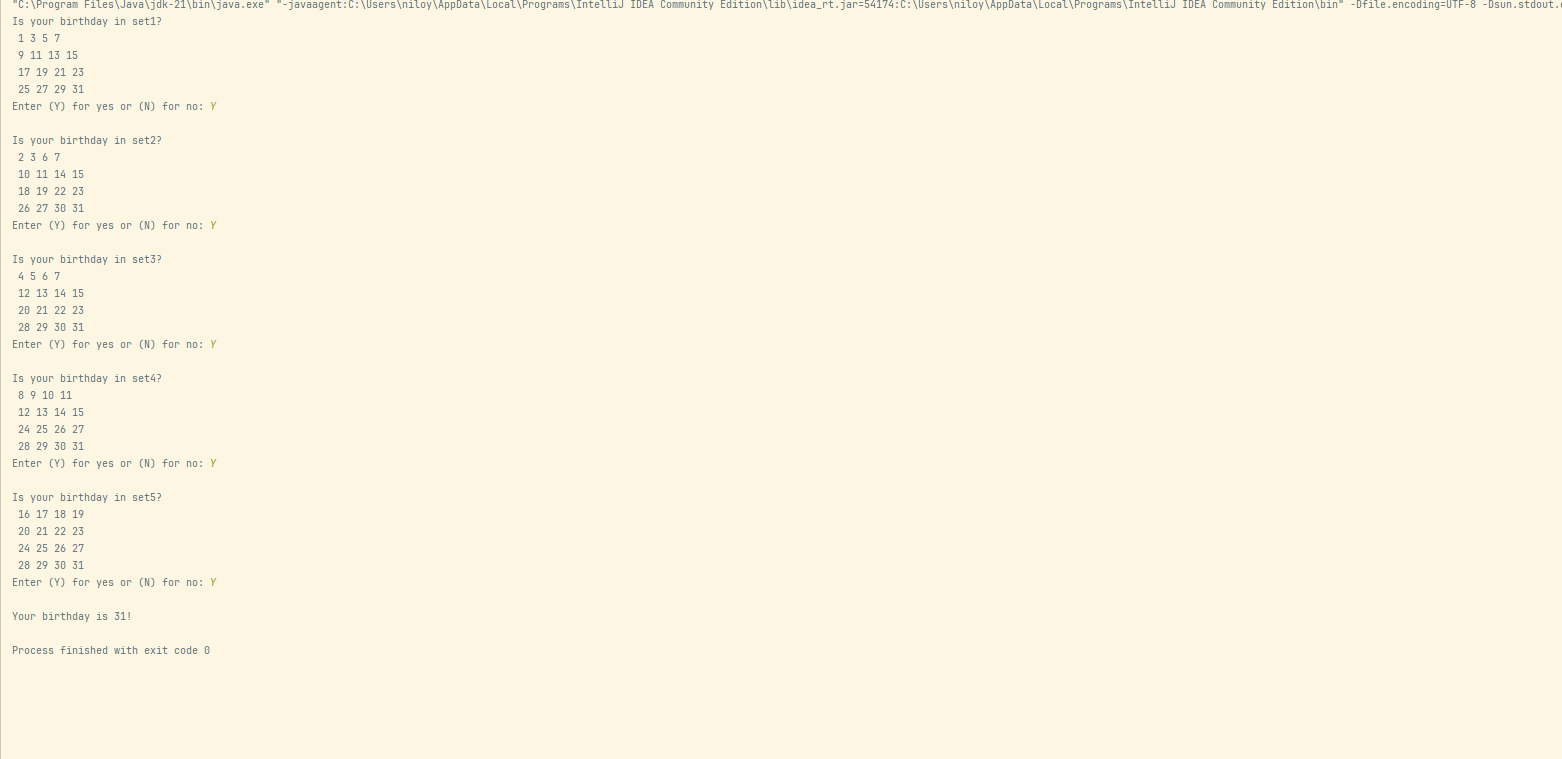 "C:\Program Files\Java\jdk-21\bin\java.exe" "-javaagent:C:\Users\niloy\AppData\Local\Programs\IntelliJ IDEA Community Edition\lib\idea_rt.jar=54174:C:\Users\niloy\AppData\Local\Programs\IntelliJ IDEA Community Edition\bin" -Dfile.encoding=UTF-8 -Dsun.stdout.
Is your birthday in set1?
1 3 5 7
9 11 13 15
17 19 21 23
25 27 29 31
Enter (Y) for yes or (N) for no: Y
Is your birthday in set2?
2 3 6 7
10 11 14 15
18 19 22 23
26 27 30 31
Enter (Y) for yes or (N) for no: Y
Is your birthday in set3?
4 5 6 7
12 13 14 15
20 21 22 23
28 29 30 31
Enter (Y) for yes or (N) for no: Y
Is your birthday in set4?
8 9 10 11
12 13 14 15
24 25 26 27
28 29 30 31
Enter (Y) for yes or (N) for no: Y
Is your birthday in set5?
16 17 18 19
20 21 22 23
24 25 26 27
28 29 30 31
Enter (Y) for yes or (N) for no: Y
Your birthday is 31!
Process finished with exit code 0